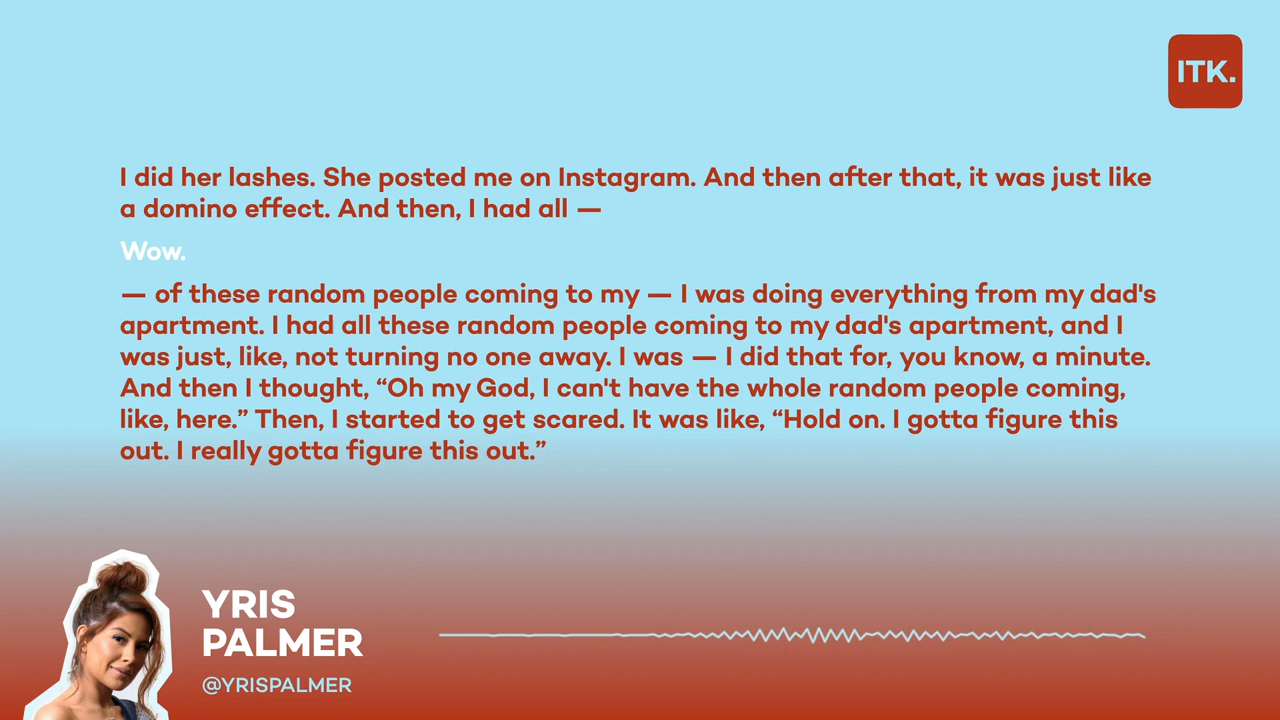 ITK.
I did her lashes. She posted me on Instagram. And then after that, it was just like
a domino effect. And then, I had all —
Wow.
— of these random people coming to my — I was doing everything from my dad's
apartment. I had all these random people coming to my dad's apartment, and I
was just, like, not turning no one away. I was — I did that for, you know, a minute.
And then I thought, “Oh my God, I can't have the whole random people coming,
like, here.” Then, I started to get scared. It was like, “Hold on. I gotta figure this
out. I really gotta figure this out.”
YRIS
PALMER
@YRISPALMER